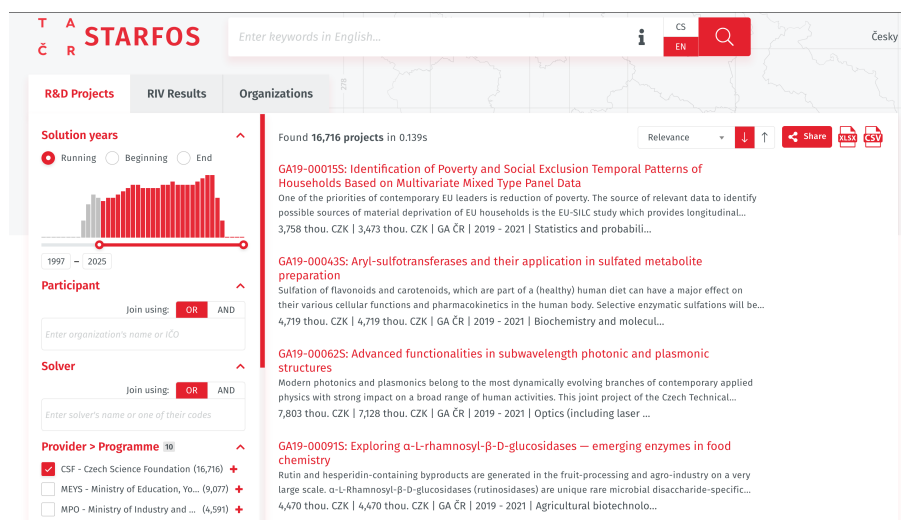 T A
Č R
STARFOS
Enter keywords in English...
i
CS
EN
Česky
R&D Projects
RIV Results
Organizations
278
Solution years
Running
Beginning
End
1997 – 2025
Participant
Join using: OR AND
Enter organization's name or IČO
Solver
Join using: OR AND
Enter solver's name or one of their codes
Provider > Programme 10
CSF - Czech Science Foundation (16,716) +
MEYS - Ministry of Education, Yo... (9,077) +
MPO - Ministry of Industry and ... (4,591) +
Found 16,716 projects in 0.139s
Relevance
Share
XLSX
CSV
GA19-00015S: Identification of Poverty and Social Exclusion Temporal Patterns of
Households Based on Multivariate Mixed Type Panel Data
One of the priorities of contemporary EU leaders is reduction of poverty. The source of relevant data to identify
possible sources of material deprivation of EU households is the EU-SILC study which provides longitudinal...
3,758 thou. CZK | 3,473 thou. CZK | GA ČR | 2019 - 2021 | Statistics and probabili...
GA19-00043S: Aryl-sulfotransferases and their application in sulfated metabolite
preparation
Sulfation of flavonoids and carotenoids, which are part of a (healthy) human diet can have a major effect on
their various cellular functions and pharmacokinetics in the human body. Selective enzymatic sulfations will be...
4,719 thou. CZK | 4,719 thou. CZK | GA ČR | 2019 - 2021 | Biochemistry and molecul...
GA19-00062S: Advanced functionalities in subwavelength photonic and plasmonic
structures
Modern photonics and plasmonics belong to the most dynamically evolving branches of contemporary applied
physics with strong impact on a broad range of human activities. This joint project of the Czech Technical...
7,803 thou. CZK | 7,128 thou. CZK | GA ČR | 2019 - 2021 | Optics (including laser ...
GA19-00091S: Exploring α-L-rhamnosyl-β-D-glucosidases — emerging enzymes in food
chemistry
Rutin and hesperidin-containing byproducts are generated in the fruit-processing and agro-industry on a very
large scale. α-L-Rhamnosyl-β-D-glucosidases (rutinosidases) are unique rare microbial disaccharide-specific...
4,470 thou. CZK | 4,470 thou. CZK | GA ČR | 2019 - 2021 | Agricultural biotechnolo...